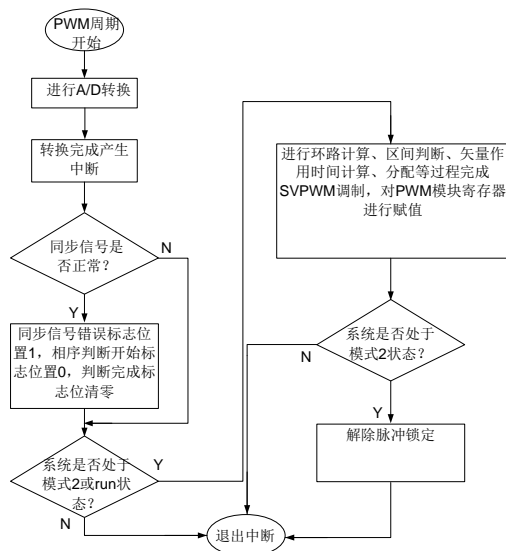 PWM周期
开始
进行A/D转换
转换完成产生
中断
同步信号是
否正常？
N
Y
同步信号错误标志位
置1，相序判断开始标
志位置0，判断完成标
志位清零
系统是否处于
模式2或run状
态？
Y
N
进行环路计算、区间判断、矢量作
用时间计算、分配等过程完成
SVPWM调制，对PWM模块寄存器
进行赋值
系统是否处于
模式2状态？
N
Y
解除脉冲锁定
退出中断